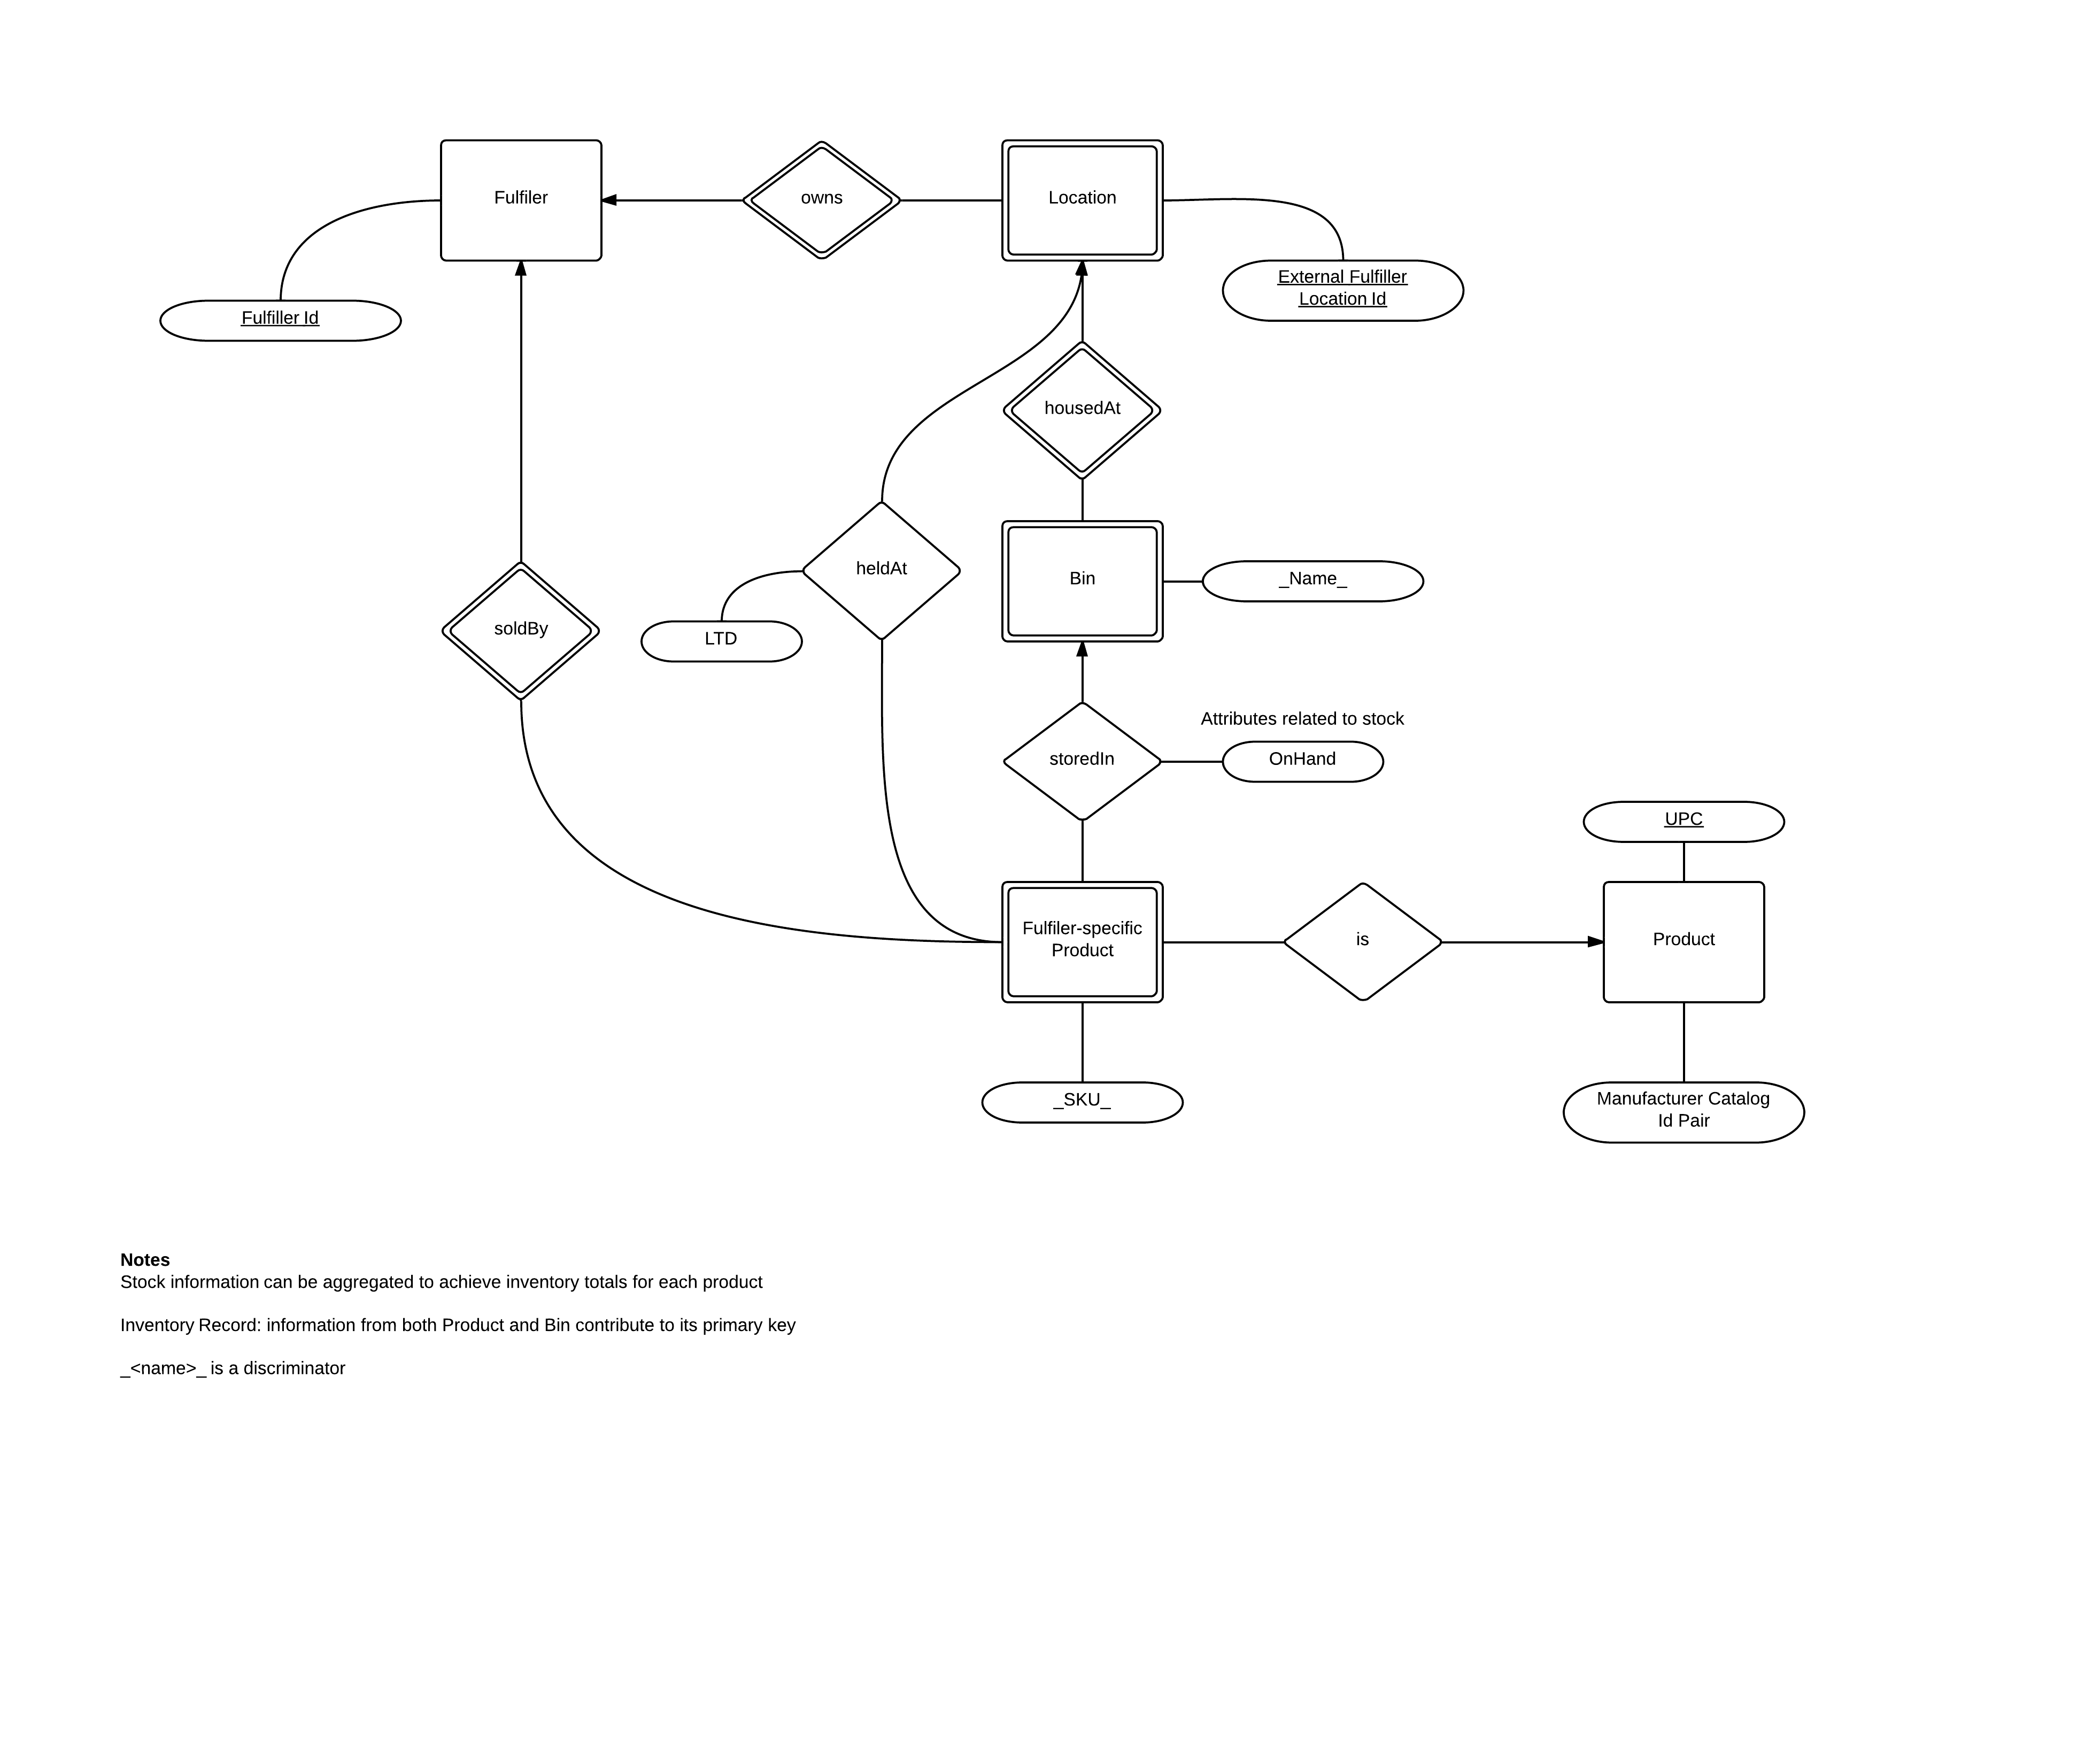 Fulfiler
owns
Location
External Fulfiller
Location Id
Fulfiller Id
housedAt
heldAt
Bin
_Name_
soldBy
LTD
Attributes related to stock
storedIn
OnHand
UPC
Fulfiler-specific
Product
is
Product
_SKU_
Manufacturer Catalog
Id Pair
Notes
Stock information can be aggregated to achieve inventory totals for each product
Inventory Record: information from both Product and Bin contribute to its primary key
_<name>_ is a discriminator